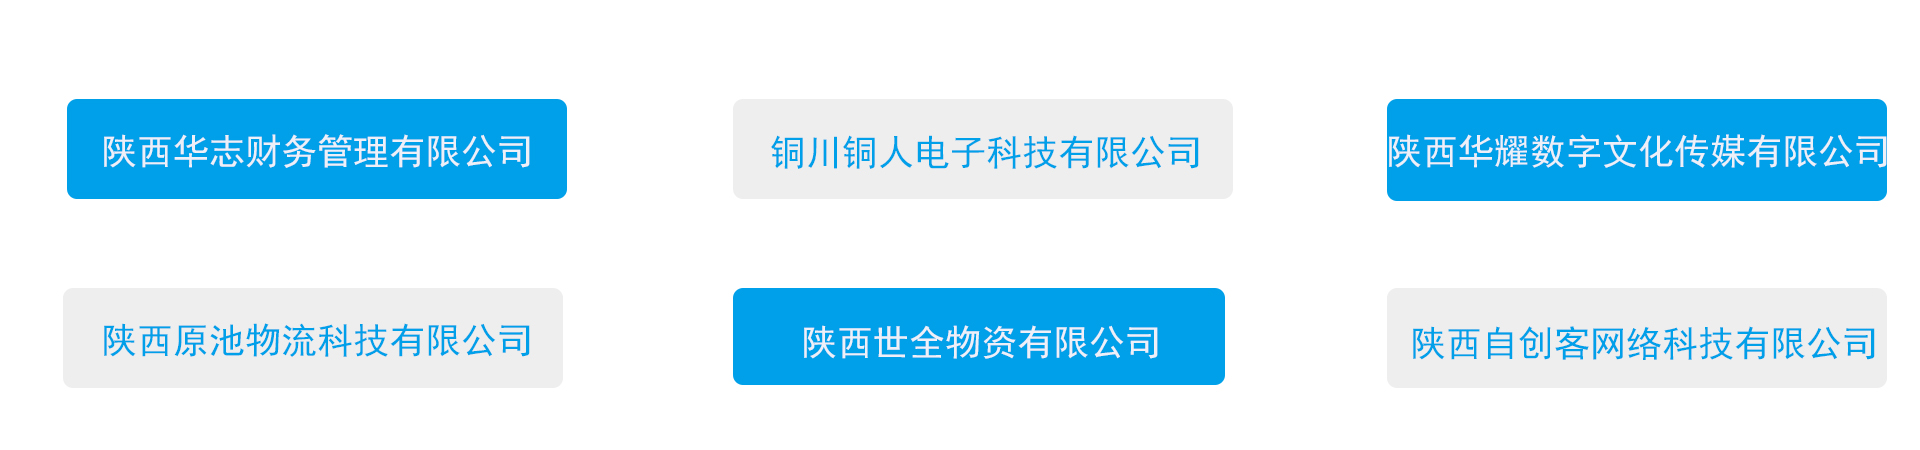 陕西华志财务管理有限公司
铜川铜人电子科技有限公司
陕西华耀数字文化传媒有限公司
陕西原池物流科技有限公司
陕西世全物资有限公司
陕西自创客网络科技有限公司